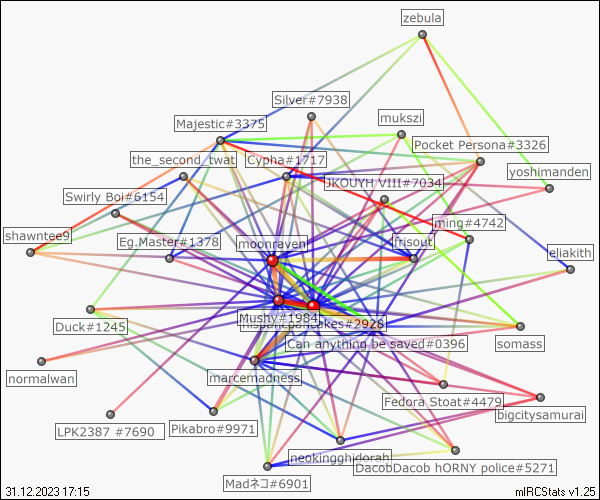 zebula
Silver#7938
mukszi
Majestic#3375
Pocket Persona#3326
the_second_twat
Cypha#1717
yoshimanden
JKOUYH VIII#7034
Swirly Boi#6154
ming#4742
shawntee9
Eg.Master#1378
moonraven
frisout
eliakith
Mushy#1984
pancakes#2928
Duck#1245
Can anything be saved#0396
somass
normalwan
marcemadness
Fedora Stoat#4479
bigcitysamurai
LPK2387 #7690
Pikabro#9971
neokingghidorah
DacobDacob hORNY police#5271
Madネコ#6901
31.12.2023 17:15
mIRCStats v1.25